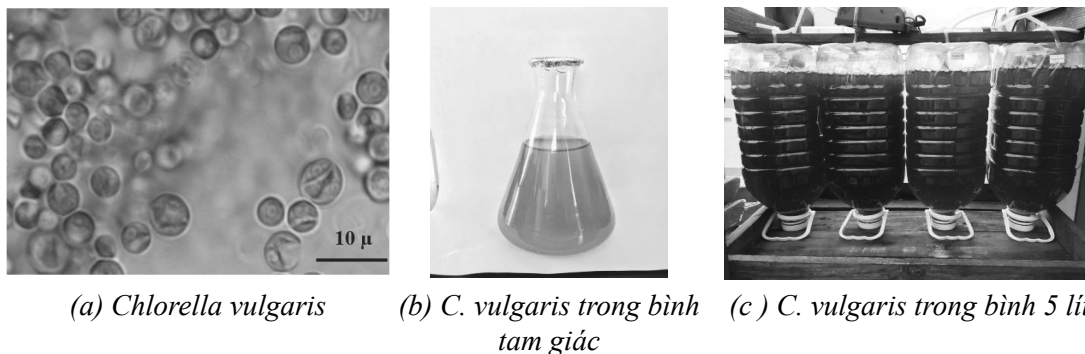 10 μ
(a) Chlorella vulgaris
(b) C. vulgaris trong bình
tam giác
(c ) C. vulgaris trong bình 5 lít